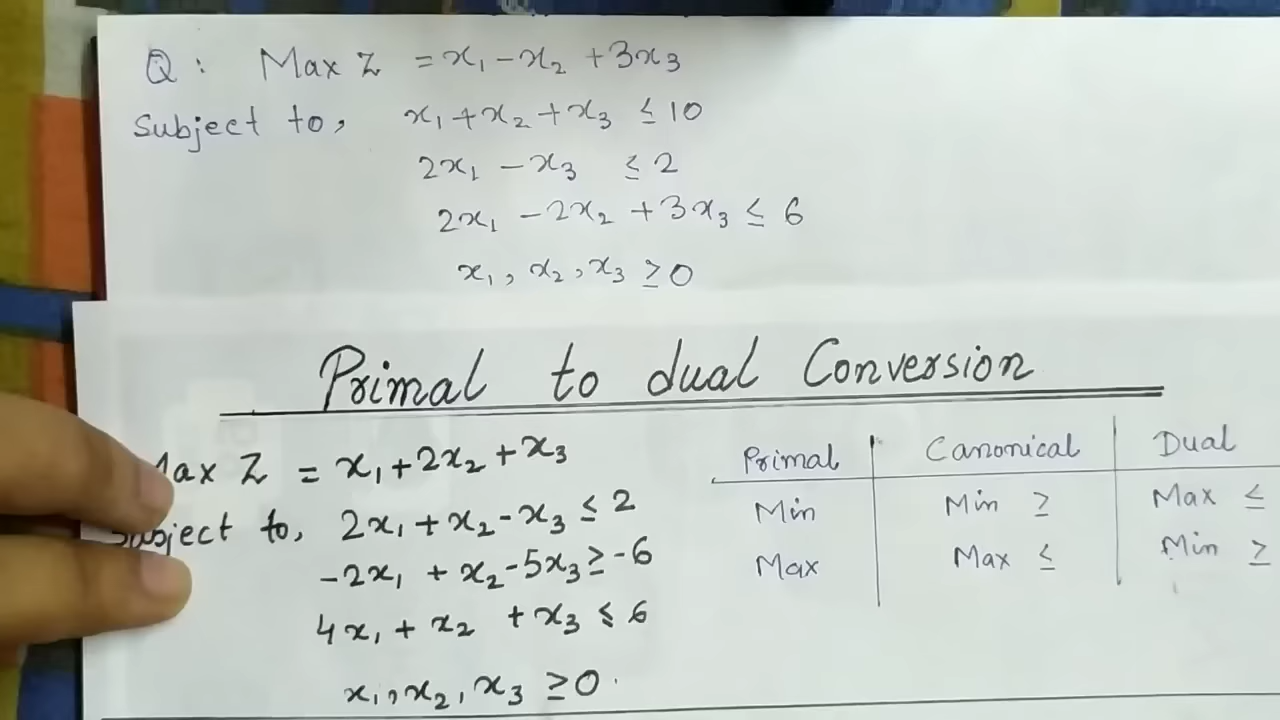 Q : Max Z = x₁ - x₂ + 3x₃
Subject to, x₁ + x₂ + x₃ ≤ 10
2x₁ - x₃ ≤ 2
2x₁ - 2x₂ + 3x₃ ≤ 6
x₁, x₂, x₃ ≥ 0
Primal to dual Conversion
Max Z = x₁ + 2x₂ + x₃
Subject to, 2x₁ + x₂ - x₃ ≤ 2
-2x₁ + x₂ - 5x₃ ≥ -6
4x₁ + x₂ + x₃ ≤ 6
x₁, x₂, x₃ ≥ 0.
Primal Canonical Dual
Min Min ≥ Max ≤
Max Max ≤ Min ≥